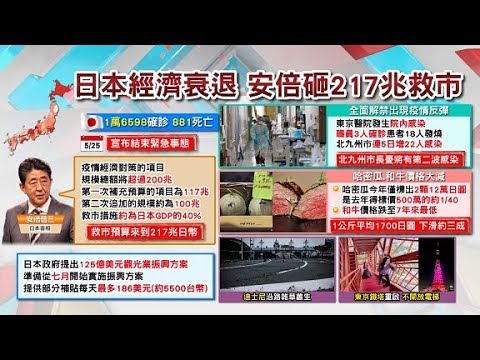 日本經濟衰退 安倍砸217兆救市
1萬6598確診 881死亡
5/25
宣布結束緊急事態
安倍晉三
日本首相
疫情經濟對策的項目
規模總額將超過200兆
第一次補充預算的項目為117兆
第二次追加的規模約為100兆
救市措施約為日本GDP的40%
救市預算來到217兆日幣
日本政府提出125億美元觀光業振興方案
準備從七月開始實施振興方案
提供部分補貼每天最多186美元(約5500台幣)
全面解禁出現疫情反彈
東京醫院發生院內感染
職員3人確診患者18人發燒
北九州市連5日增22人感染
北九州市長憂將有第二波感染
哈密瓜.和牛價格大減
哈密瓜今年僅標出2顆12萬日圓
是去年得標500萬的約1/40
和牛價格跌至7年來最低
1公斤平均1700日圓 下滑約三成
迪士尼沿路雜草叢生
東京鐵塔重啟 不開放電梯